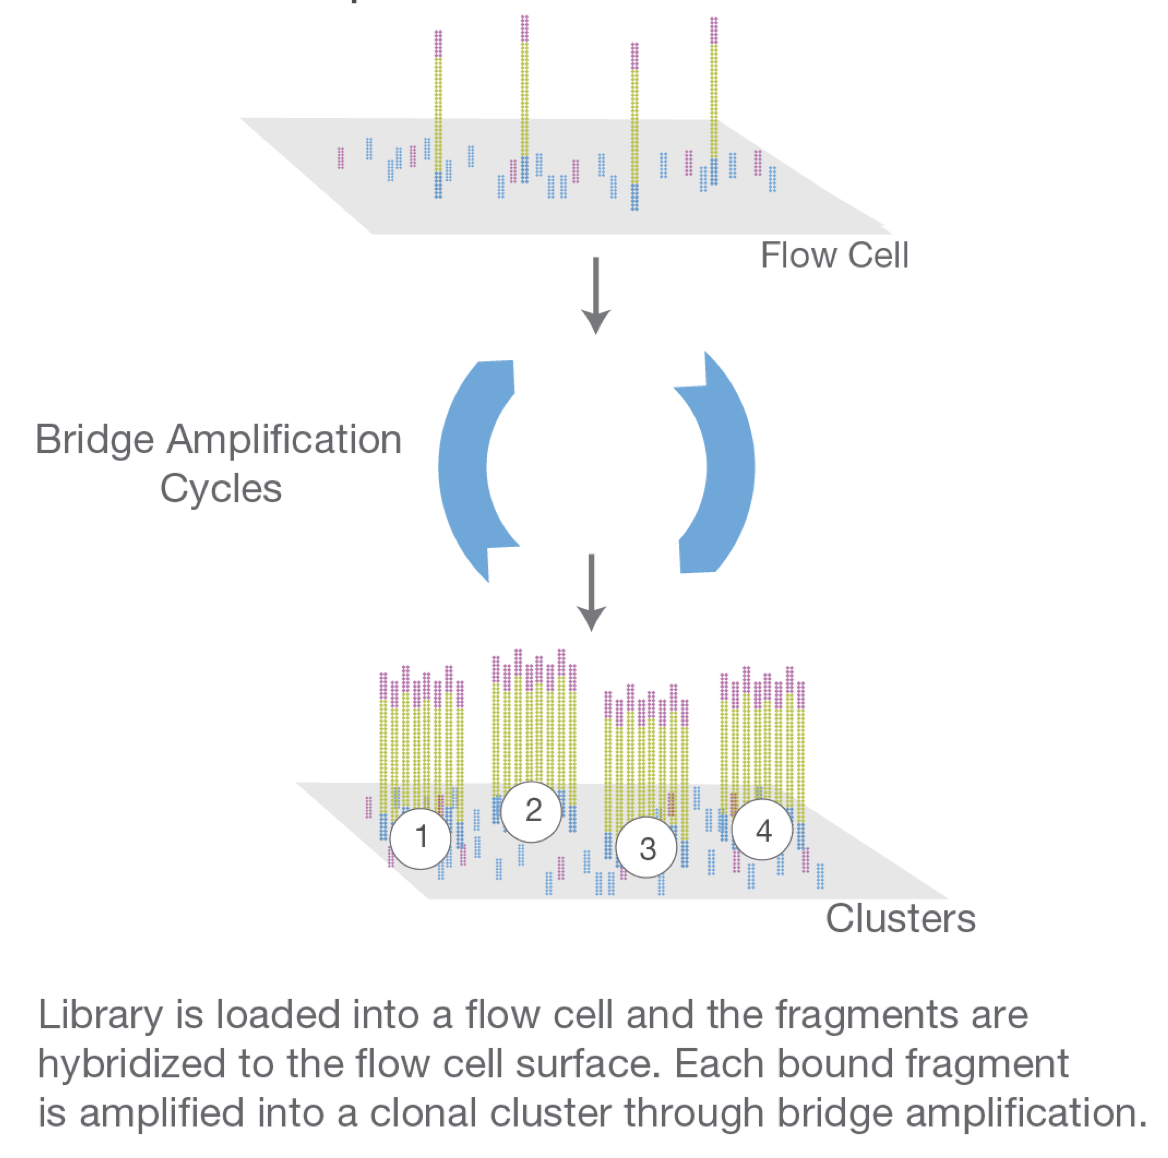 Flow Cell
Bridge Amplification
Cycles
1
2
3
4
Clusters
Library is loaded into a flow cell and the fragments are
hybridized to the flow cell surface. Each bound fragment
is amplified into a clonal cluster through bridge amplification.